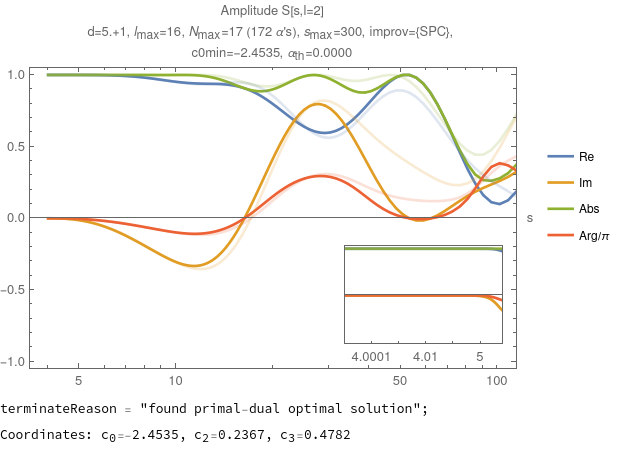 Amplitude S[s,l=2]
d=5.+1, lmax=16, Nmax=17 (172 α's), smax=300, improv={SPC},
c0min=-2.4535, αth=0.0000
1.0
0.5
0.0
-0.5
-1.0
s
Re
Im
Abs
Arg/π
4.0001 4.01 5
5 10 50 100
terminateReason = "found primal-dual optimal solution";
Coordinates: c0=-2.4535, c2=0.2367, c3=0.4782